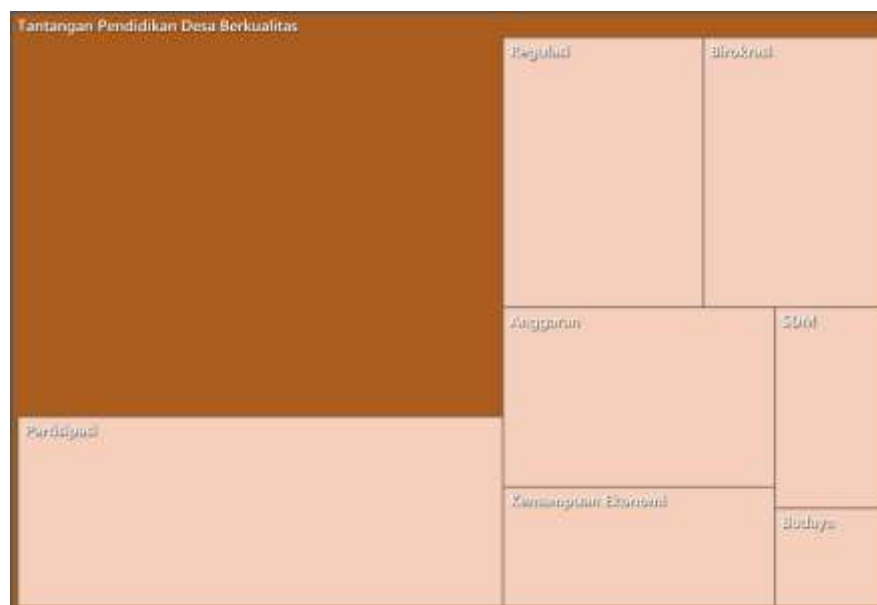 Tantangan Pendidikan Desa Berkualitas
Regulasi
Birokrasi
Anggaran
SDM
Partisipasi
Kemampuan Ekonomi
Budaya